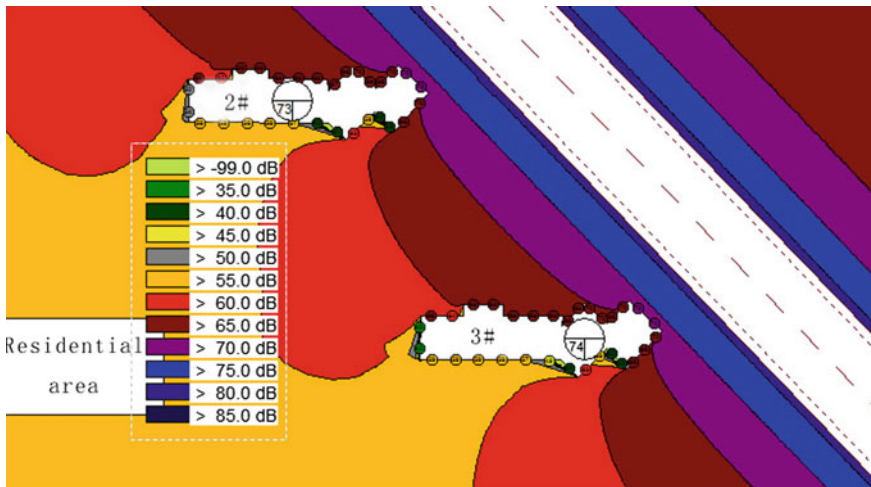 2#
73
> -99.0 dB
> 35.0 dB
> 40.0 dB
> 45.0 dB
> 50.0 dB
> 55.0 dB
> 60.0 dB
> 65.0 dB
> 70.0 dB
> 75.0 dB
> 80.0 dB
> 85.0 dB
3#
74
Residential
area